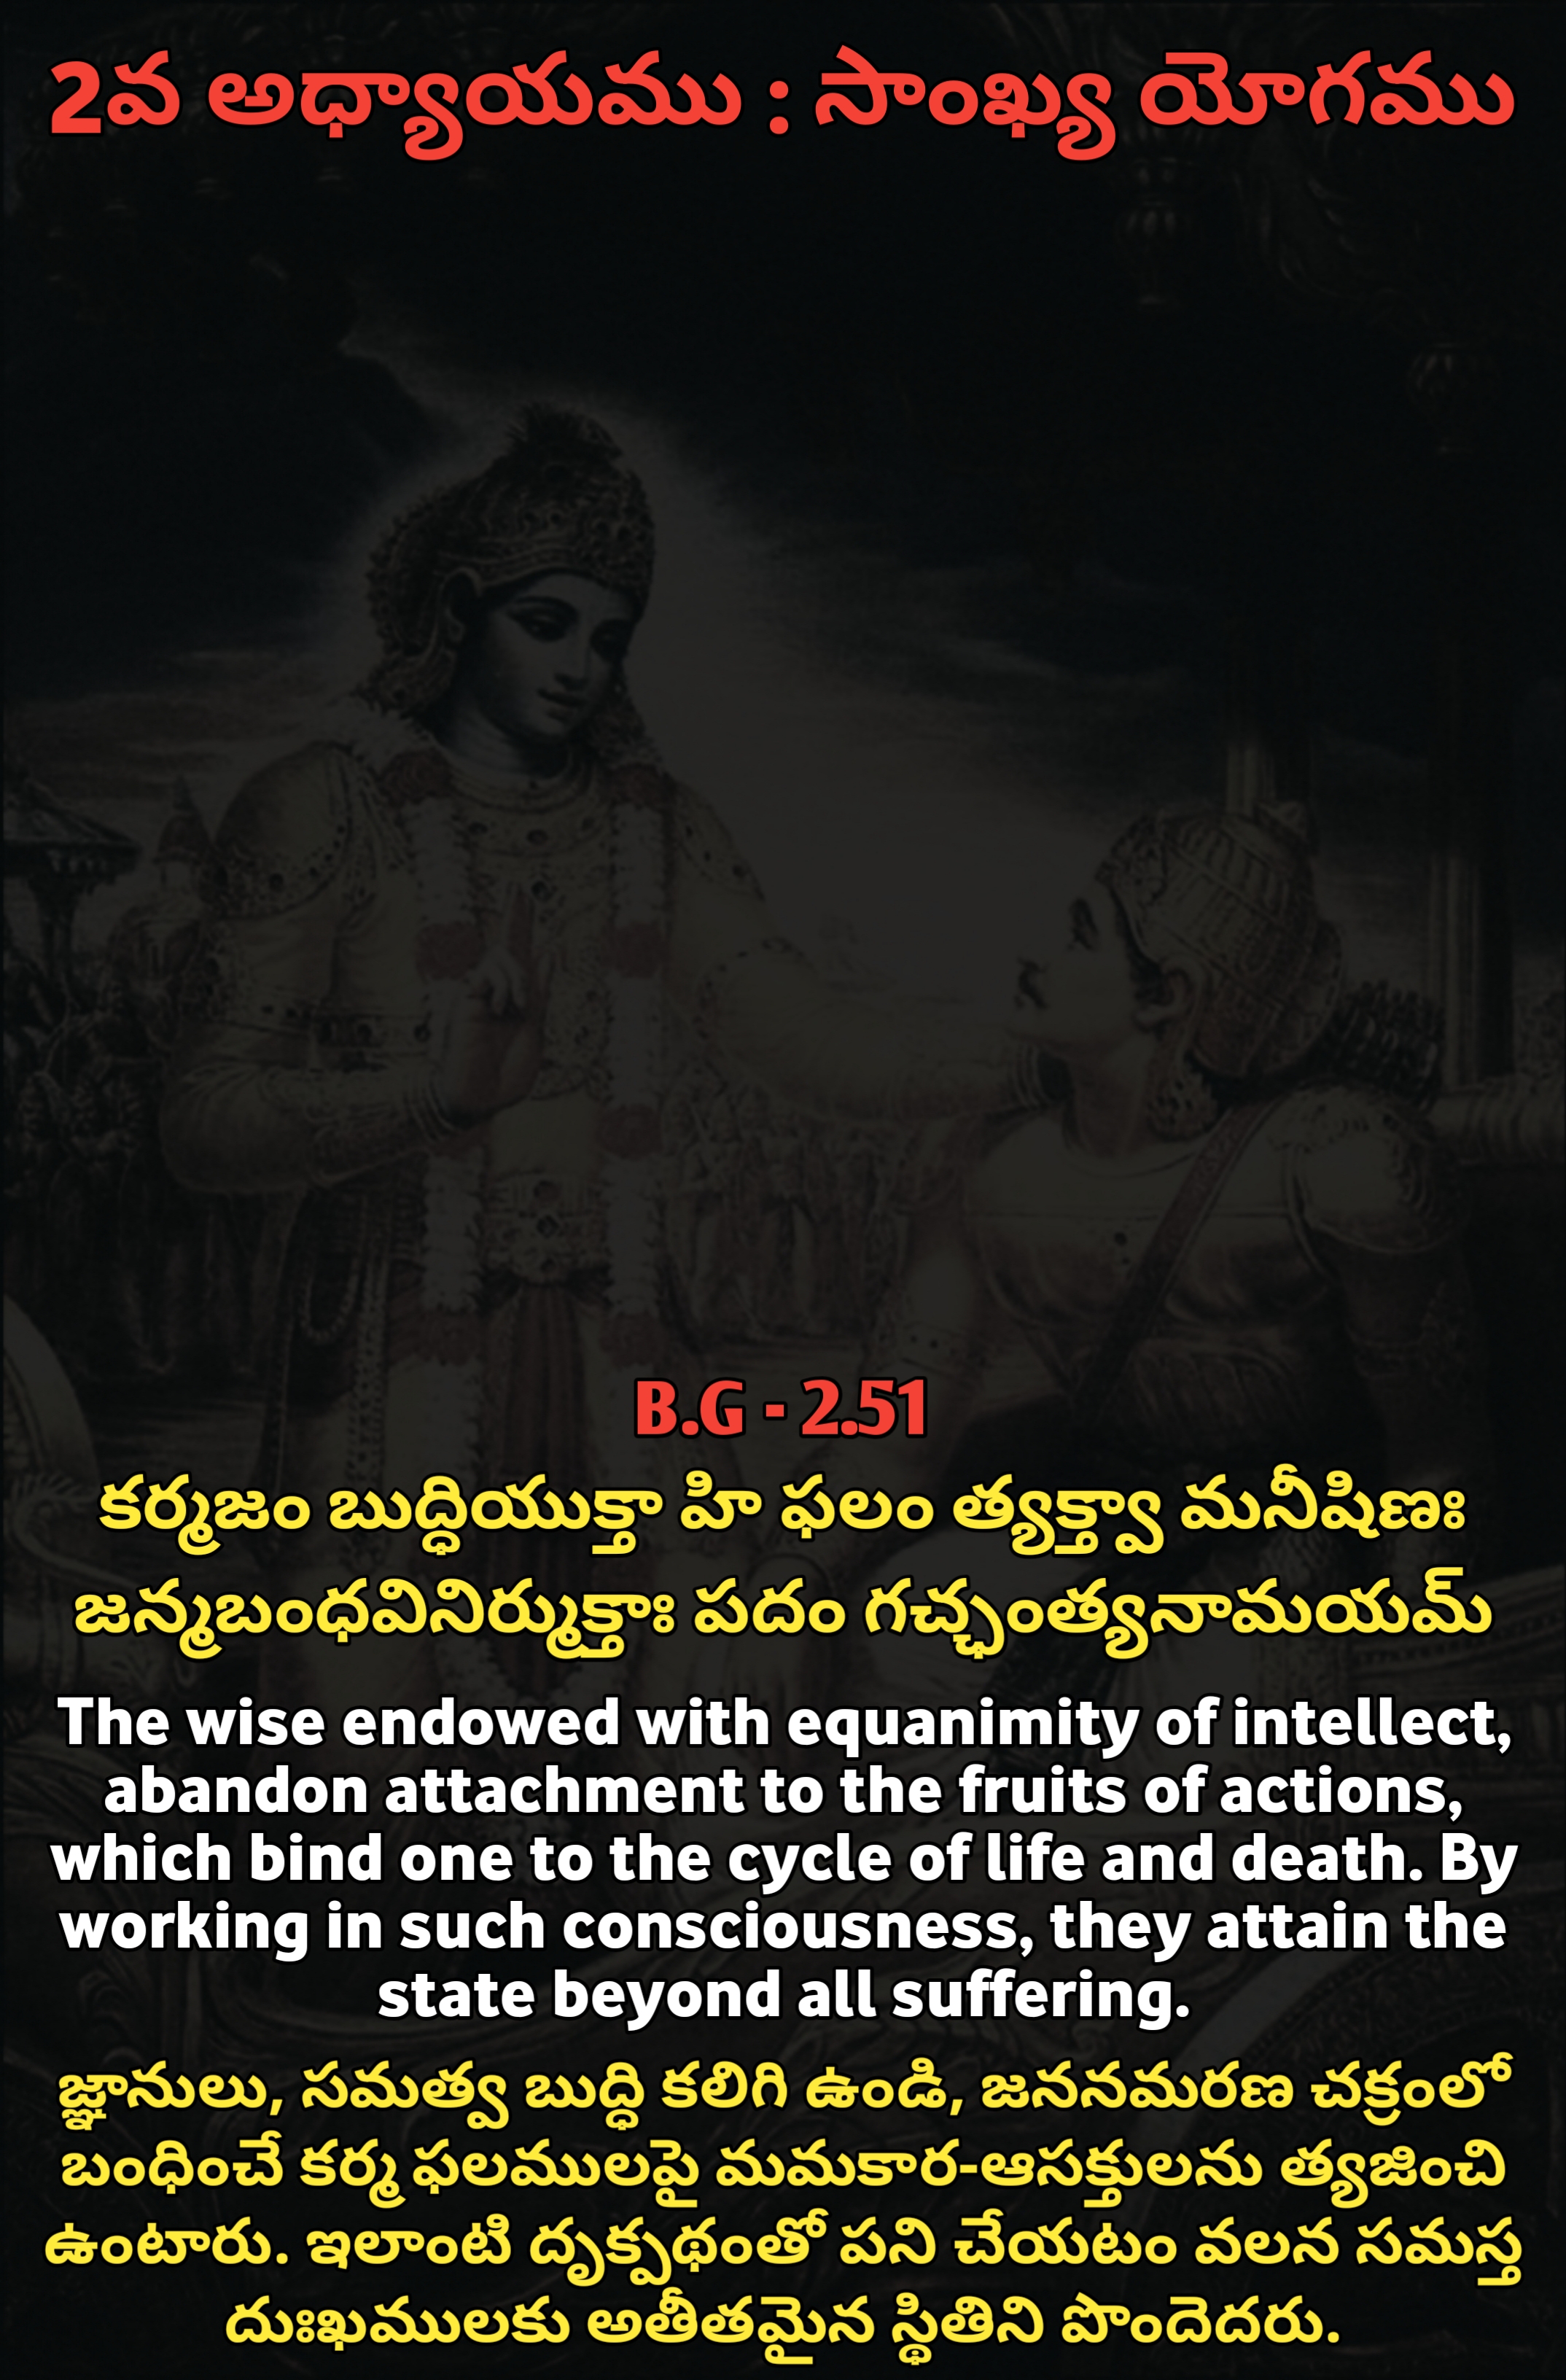 2వ అధ్యాయము : సాంఖ్య యోగము
B.G - 2.51
కర్మజం బుద్ధియుక్తా హి ఫలం త్యక్త్వా మనీషిణః
జన్మబంధవినిర్ముక్తాః పదం గచ్ఛంత్యనామయమ్
The wise endowed with equanimity of intellect,
abandon attachment to the fruits of actions,
which bind one to the cycle of life and death. By
working in such consciousness, they attain the
state beyond all suffering.
జ్ఞానులు, సమత్వ బుద్ధి కలిగి ఉండి, జననమరణ చక్రంలో
బంధించే కర్మ ఫలములపై మమకార-ఆసక్తులను త్యజించి
ఉంటారు. ఇలాంటి దృక్పథంతో పని చేయటం వలన సమస్త
దుఃఖములకు అతీతమైన స్థితిని పొందెదరు.